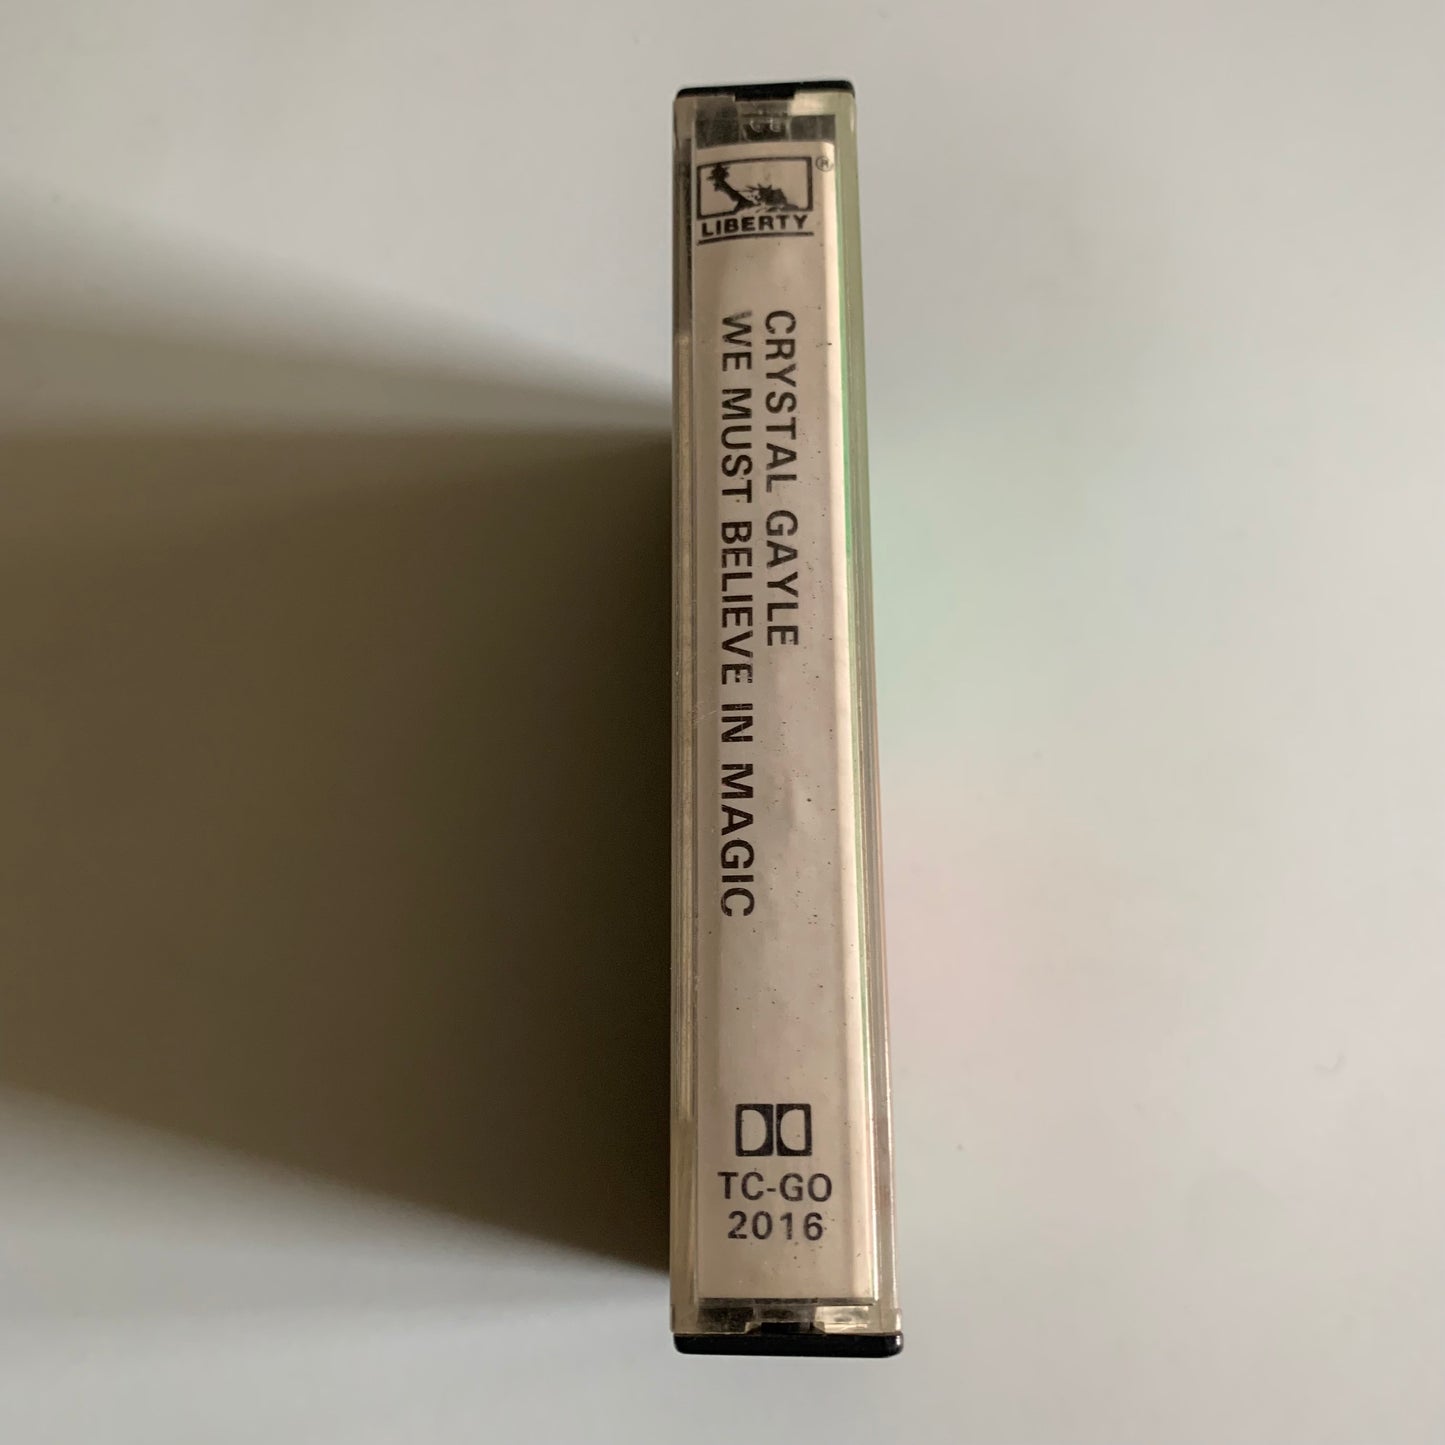 ®
LIBERTY
CRYSTAL GAYLE
WE MUST BELIEVE IN MAGIC
TC-GO
2016